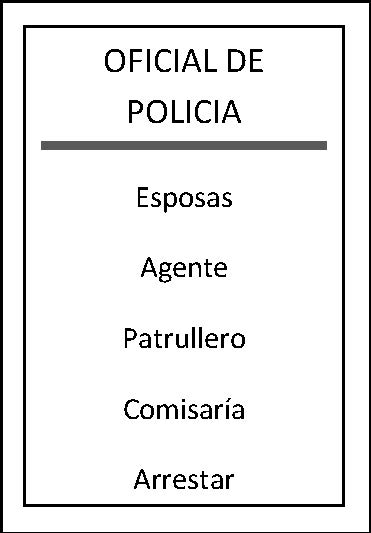 OFICIAL DE
POLICIA
Esposas
Agente
Patrullero
Comisaría
Arrestar